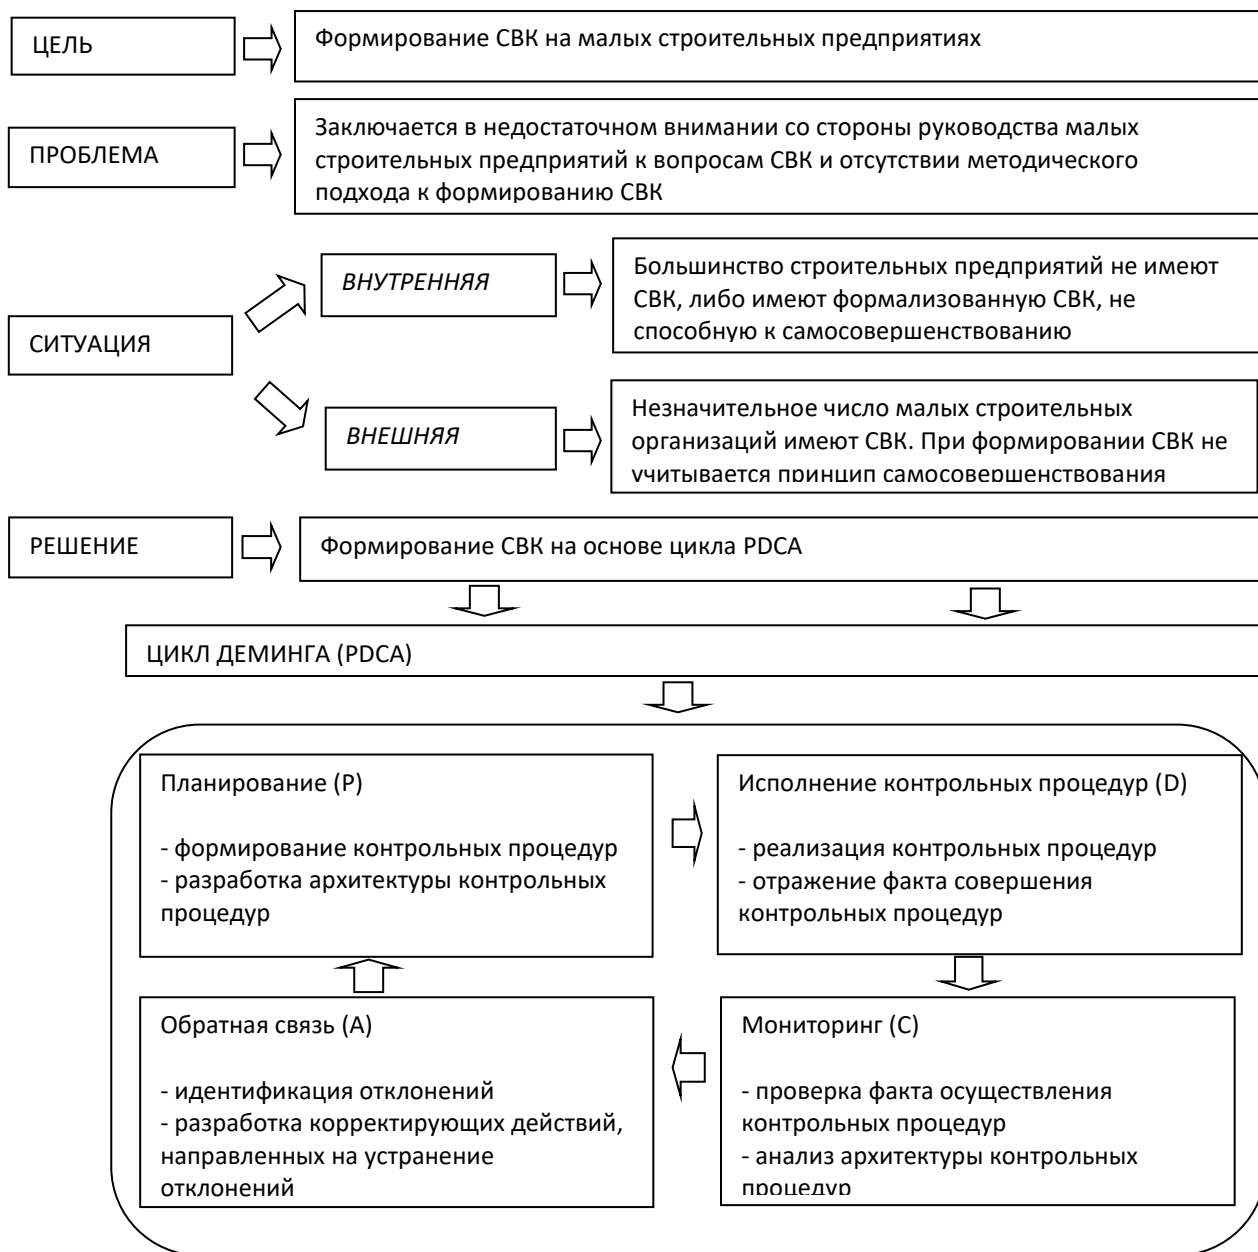 ЦЕЛЬ
Формирование СВК на малых строительных предприятиях
ПРОБЛЕМА
Заключается в недостаточном внимании со стороны руководства малых
строительных предприятий к вопросам СВК и отсутствии методического
подхода к формированию СВК
СИТУАЦИЯ
ВНУТРЕННЯЯ
Большинство строительных предприятий не имеют
СВК, либо имеют формализованную СВК, не
способную к самосовершенствованию
ВНЕШНЯЯ
Незначительное число малых строительных
организаций имеют СВК. При формировании СВК не
учитывается принцип самосовершенствования
РЕШЕНИЕ
Формирование СВК на основе цикла PDCA
ЦИКЛ ДЕМИНГА (PDCA)
Планирование (P)
- формирование контрольных процедур
- разработка архитектуры контрольных
процедур
Исполнение контрольных процедур (D)
- реализация контрольных процедур
- отражение факта совершения
контрольных процедур
Обратная связь (A)
- идентификация отклонений
- разработка корректирующих действий,
направленных на устранение
отклонений
Мониторинг (C)
- проверка факта осуществления
контрольных процедур
- анализ архитектуры контрольных
процедур